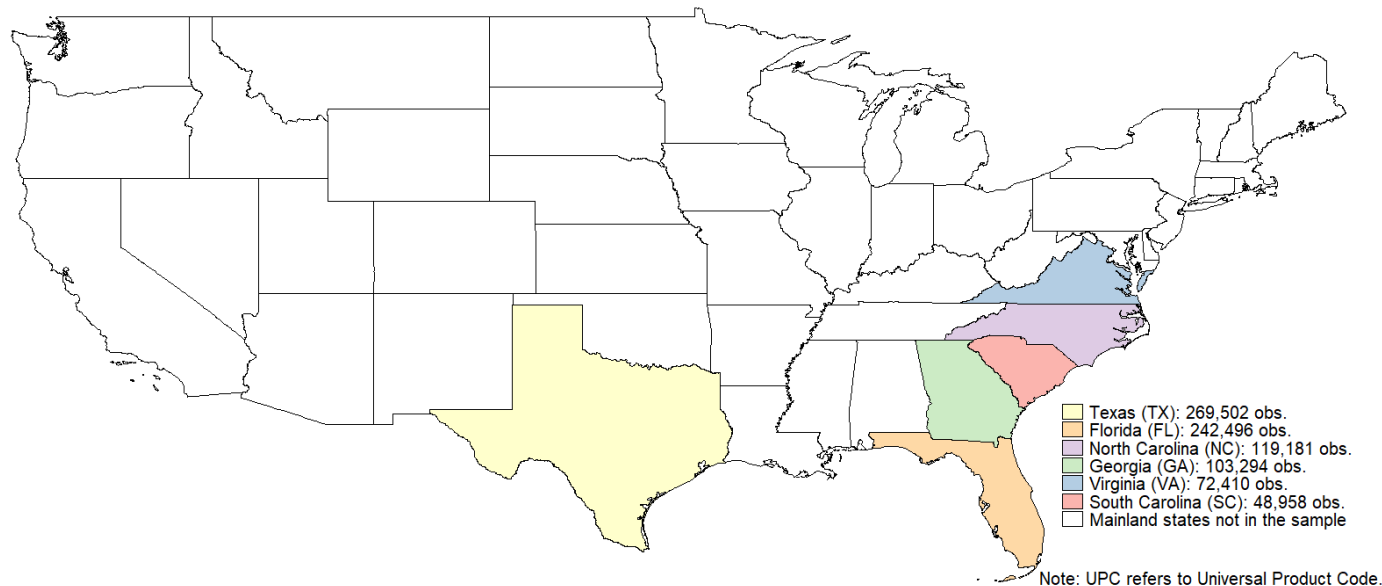 Texas (TX): 269,502 obs.
Florida (FL): 242,496 obs.
North Carolina (NC): 119,181 obs.
Georgia (GA): 103,294 obs.
Virginia (VA): 72,410 obs.
South Carolina (SC): 48,958 obs.
Mainland states not in the sample
Note: UPC refers to Universal Product Code.